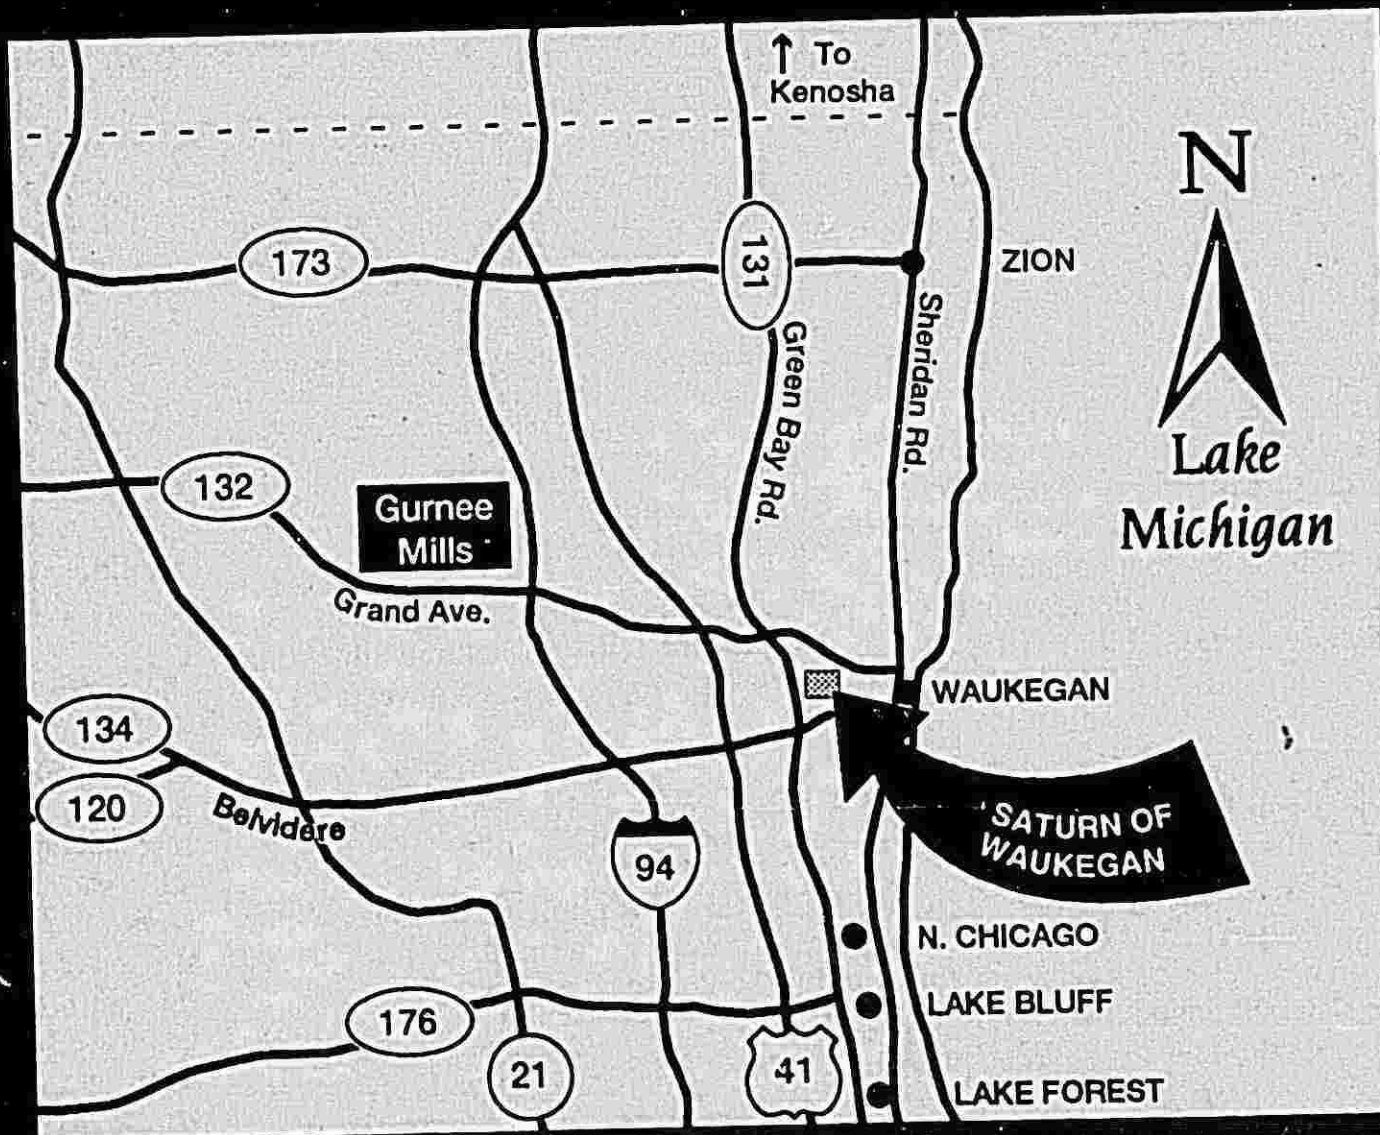 ↑ To
Kenosha
N
173
131
ZION
Sheridan Rd.
Green Bay Rd.
Lake
Michigan
132
Gurnee
Mills
Grand Ave.
WAUKEGAN
134
120
Belvidere
SATURN OF
WAUKEGAN
94
N. CHICAGO
LAKE BLUFF
176
21
41
LAKE FOREST